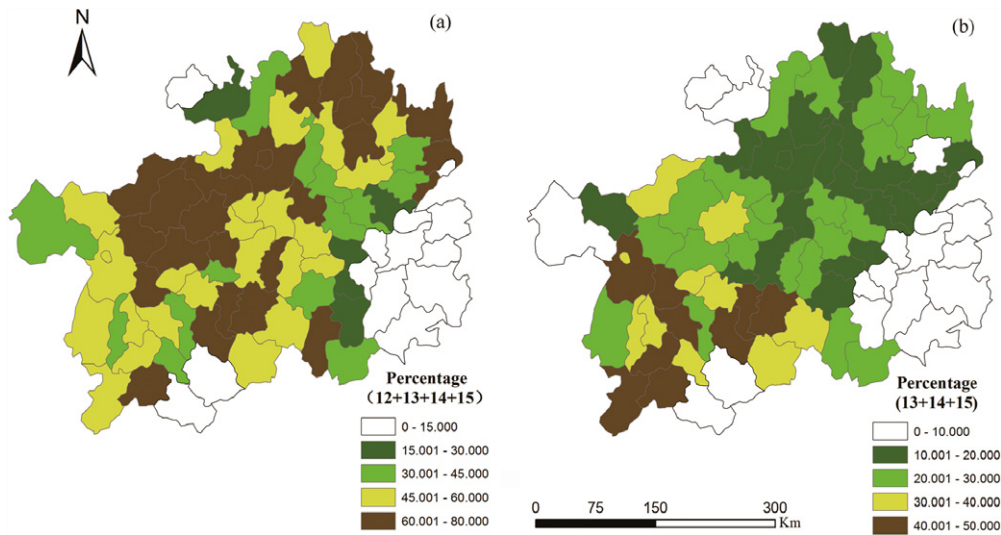 N
(a)
(b)
Percentage
（12+13+14+15）
0 - 15.000
15.001 - 30.000
30.001 - 45.000
45.001 - 60.000
60.001 - 80.000
Percentage
(13+14+15)
0 - 10.000
10.001 - 20.000
20.001 - 30.000
30.001 - 40.000
40.001 - 50.000
0 75 150 300
Km